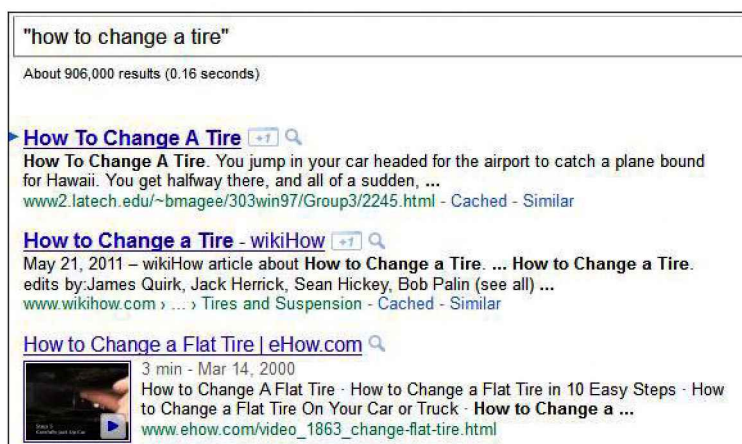 "how to change a tire"
About 906,000 results (0.16 seconds)
How To Change A Tire +1
How To Change A Tire. You jump in your car headed for the airport to catch a plane bound
for Hawaii. You get halfway there, and all of a sudden, ...
www2.latech.edu/~bmagee/303win97/Group3/2245.html - Cached - Similar
How to Change a Tire - wikiHow +1
May 21, 2011 – wikiHow article about How to Change a Tire. ... How to Change a Tire.
edits by:James Quirk, Jack Herrick, Sean Hickey, Bob Palin (see all) ...
www.wikihow.com › ... › Tires and Suspension - Cached - Similar
How to Change a Flat Tire | eHow.com
3 min - Mar 14, 2000
How to Change A Flat Tire · How to Change a Flat Tire in 10 Easy Steps · How
to Change a Flat Tire On Your Car or Truck · How to Change a ...
www.ehow.com/video_1863_change-flat-tire.html